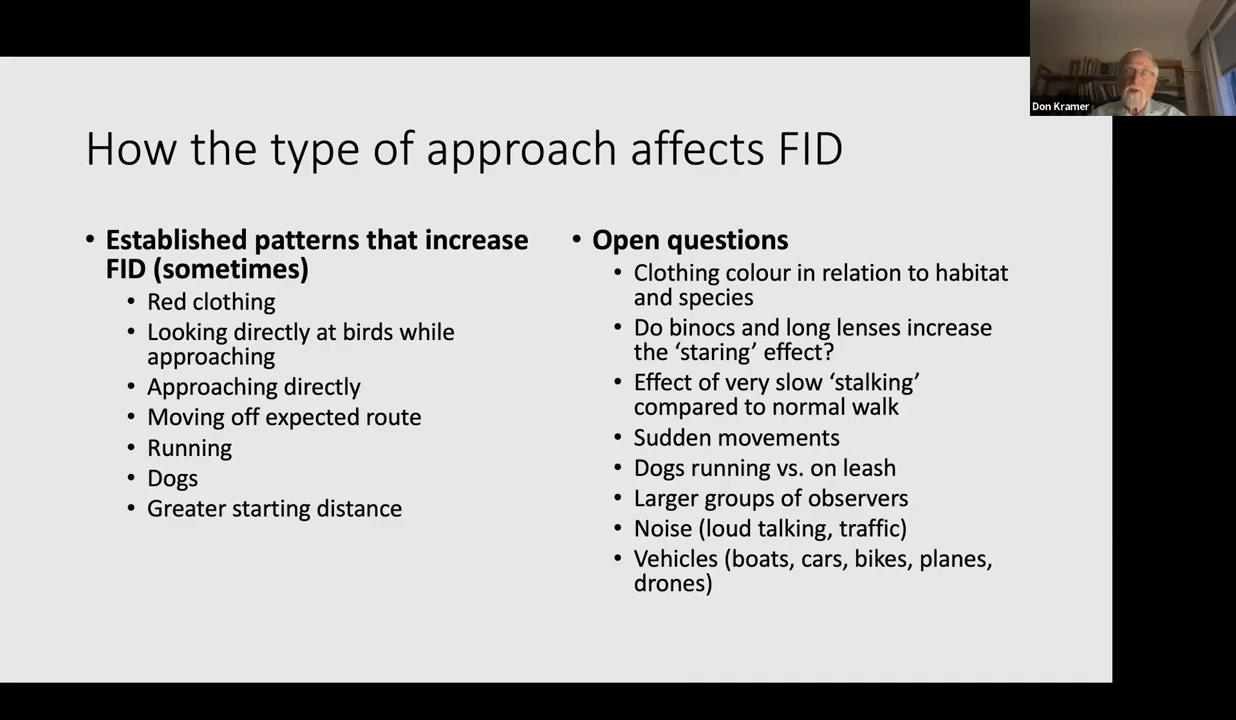 Don Kramer
How the type of approach affects FID
• Established patterns that increase
FID (sometimes)
• Red clothing
• Looking directly at birds while
approaching
• Approaching directly
• Moving off expected route
• Running
• Dogs
• Greater starting distance
• Open questions
• Clothing colour in relation to habitat
and species
• Do binocs and long lenses increase
the ‘staring’ effect?
• Effect of very slow ‘stalking’
compared to normal walk
• Sudden movements
• Dogs running vs. on leash
• Larger groups of observers
• Noise (loud talking, traffic)
• Vehicles (boats, cars, bikes, planes,
drones)